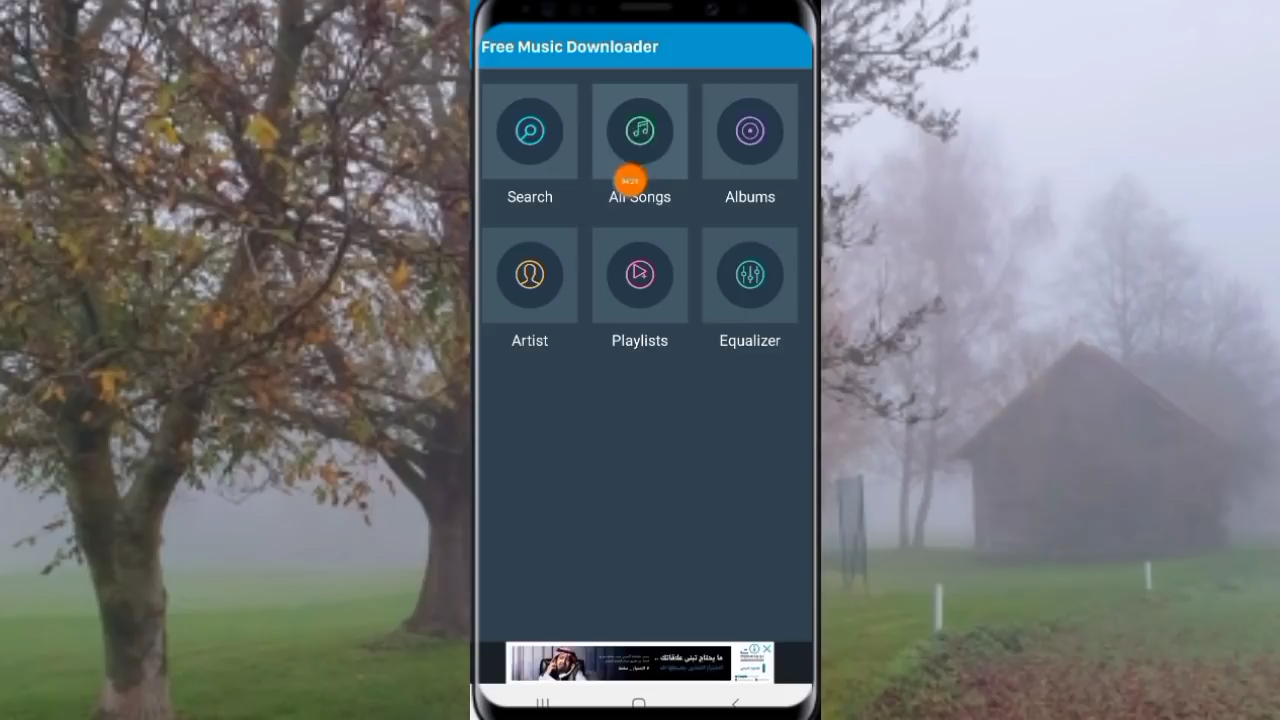 Free Music Downloader
Search
All Songs
Albums
Artist
Playlists
Equalizer